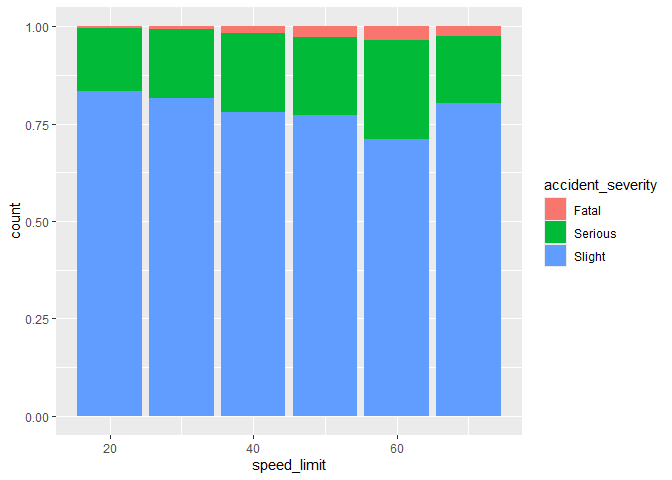 1.00
0.75
0.50
0.25
0.00
count
20
40
60
speed_limit
accident_severity
Fatal
Serious
Slight